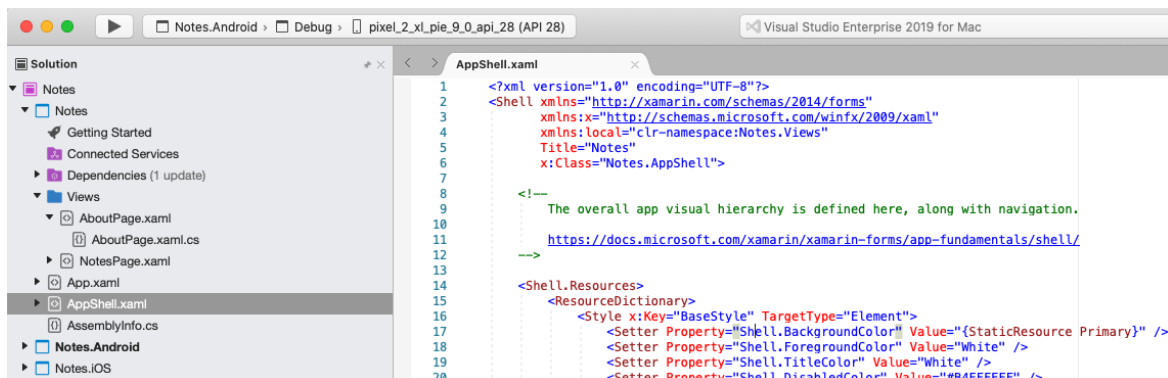 Notes.Android › Debug › pixel_2_xl_pie_9_0_api_28 (API 28)
Visual Studio Enterprise 2019 for Mac
Solution
Notes
Notes
Getting Started
Connected Services
Dependencies (1 update)
Views
AboutPage.xaml
AboutPage.xaml.cs
NotesPage.xaml
App.xaml
AppShell.xaml
AssemblyInfo.cs
Notes.Android
Notes.iOS
AppShell.xaml
1 <?xml version="1.0" encoding="UTF-8"?>
2 <Shell xmlns="http://xamarin.com/schemas/2014/forms"
3 xmlns:x="http://schemas.microsoft.com/winfx/2009/xaml"
4 xmlns:local="clr-namespace:Notes.Views"
5 Title="Notes"
6 x:Class="Notes.AppShell">
7
8 <!--
9 The overall app visual hierarchy is defined here, along with navigation.
10
11 https://docs.microsoft.com/xamarin/xamarin-forms/app-fundamentals/shell/
12 -->
13
14 <Shell.Resources>
15 <ResourceDictionary>
16 <Style x:Key="BaseStyle" TargetType="Element">
17 <Setter Property="Shell.BackgroundColor" Value="{StaticResource Primary}" />
18 <Setter Property="Shell.ForegroundColor" Value="White" />
19 <Setter Property="Shell.TitleColor" Value="White" />
20 <Setter Property="Shell.DisabledColor" Value="#B4FFFFFF" />